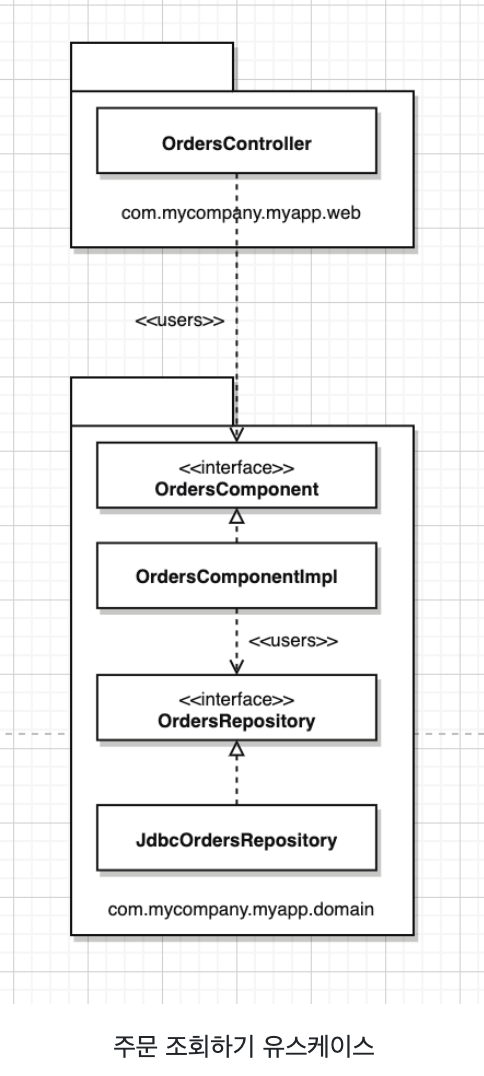 OrdersController
com.mycompany.myapp.web
<<users>>
<<interface>>
OrdersComponent
OrdersComponentImpl
<<users>>
<<interface>>
OrdersRepository
JdbcOrdersRepository
com.mycompany.myapp.domain
주문 조회하기 유스케이스